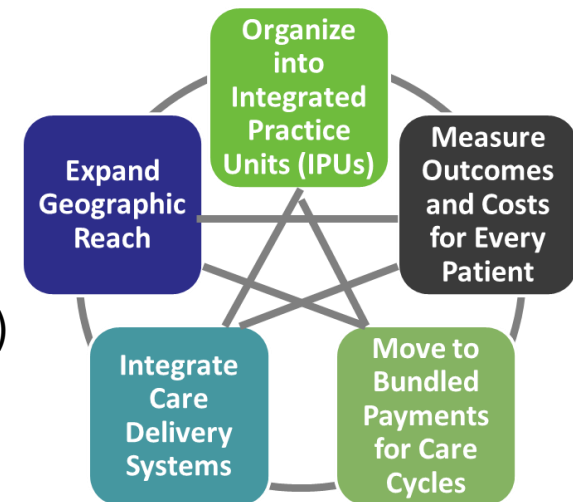 Organize
into
Integrated
Practice
Units (IPUs)
Measure
Outcomes
and Costs
for Every
Patient
Move to
Bundled
Payments
for Care
Cycles
Integrate
Care
Delivery
Systems
Expand
Geographic
Reach
)